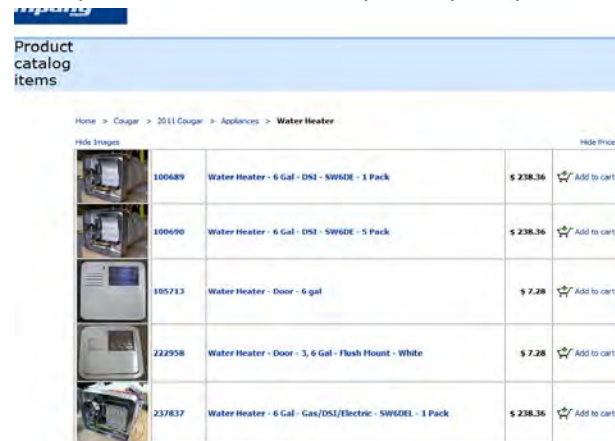 Product
catalog
items
Home > Cougar > 2011 Cougar > Appliances > Water Heater
Hide Images
Hide Price
100689 Water Heater - 6 Gal - DSI - SW6DE - 1 Pack $ 238.36 Add to cart
100690 Water Heater - 6 Gal - DSI - SW6DE - 5 Pack $ 238.36 Add to cart
105713 Water Heater - Door - 6 gal $ 7.28 Add to cart
222958 Water Heater - Door - 3, 6 Gal - Flush Mount - White $ 7.28 Add to cart
237837 Water Heater - 6 Gal - Gas/DSI/Electric - SW6DEL - 1 Pack $ 238.36 Add to cart